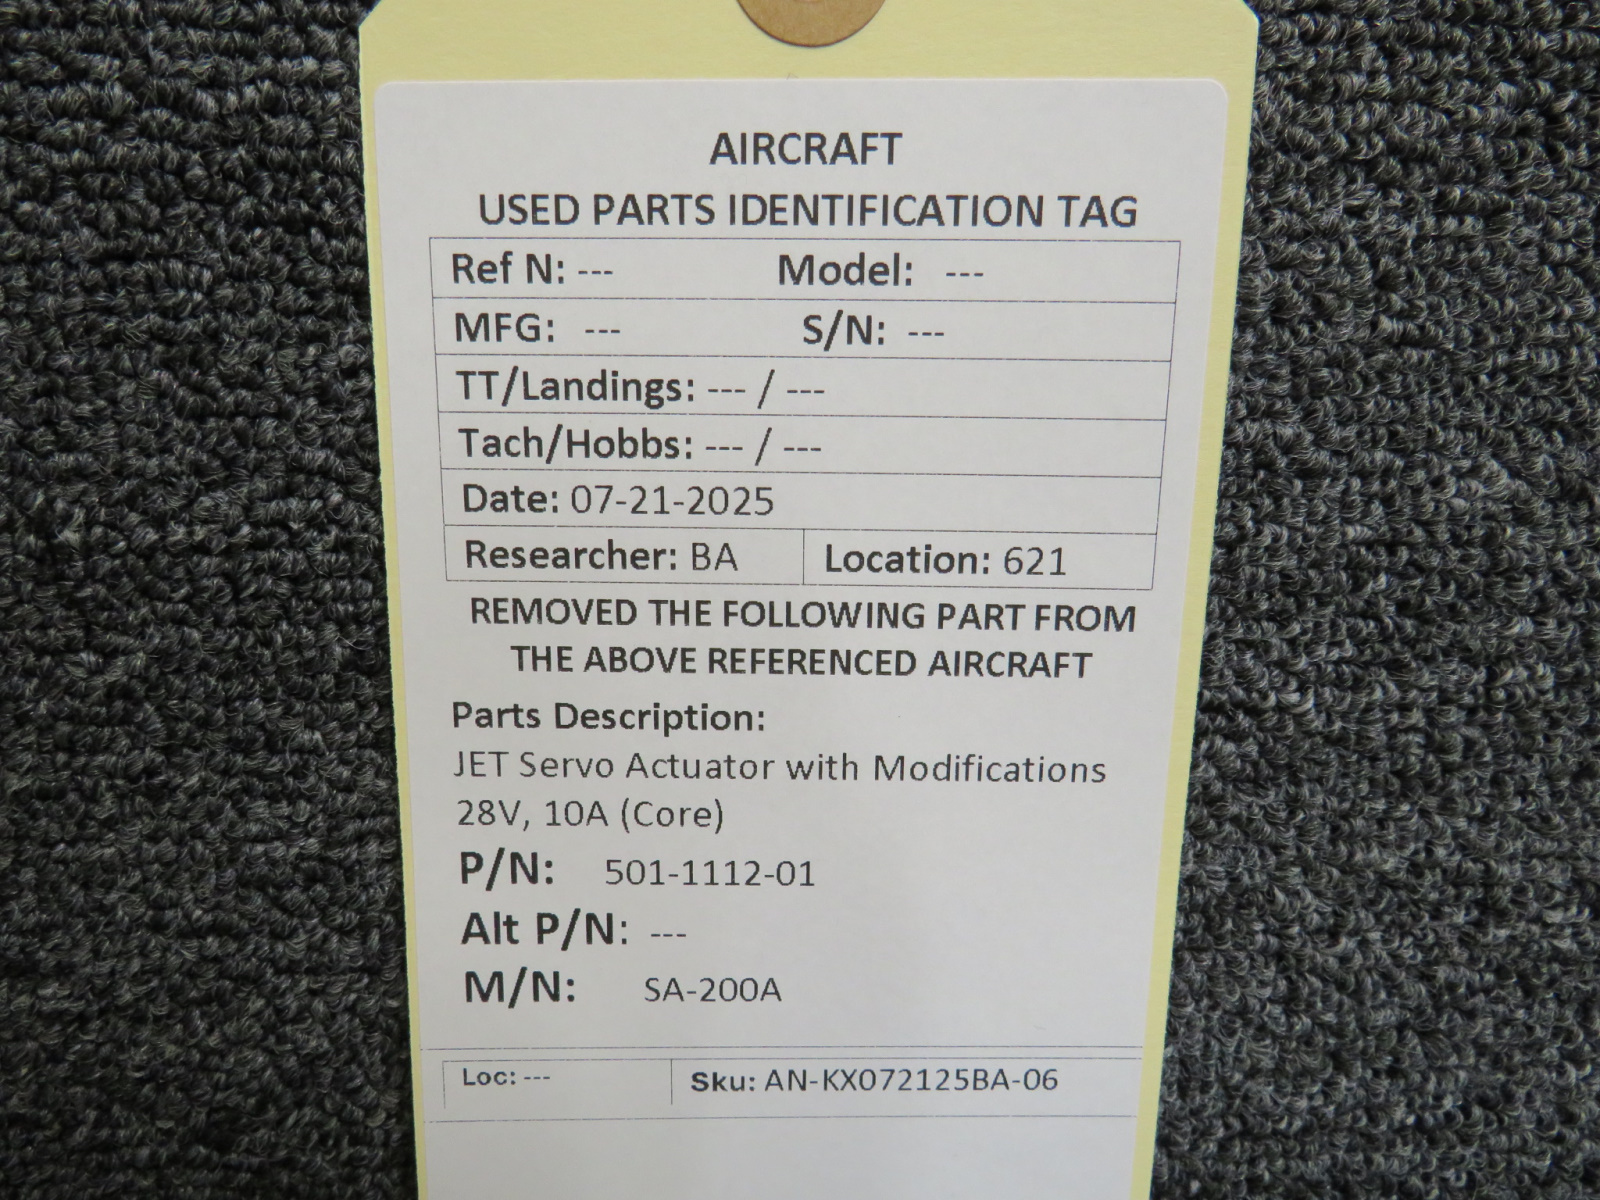 AIRCRAFT
USED PARTS IDENTIFICATION TAG
Ref N: --- Model: ---
MFG: --- S/N: ---
TT/Landings: --- / ---
Tach/Hobbs: --- / ---
Date: 07-21-2025
Researcher: BA Location: 621
REMOVED THE FOLLOWING PART FROM
THE ABOVE REFERENCED AIRCRAFT
Parts Description:
JET Servo Actuator with Modifications
28V, 10A (Core)
P/N: 501-1112-01
Alt P/N: ---
M/N: SA-200A
Loc: --- Sku: AN-KX072125BA-06